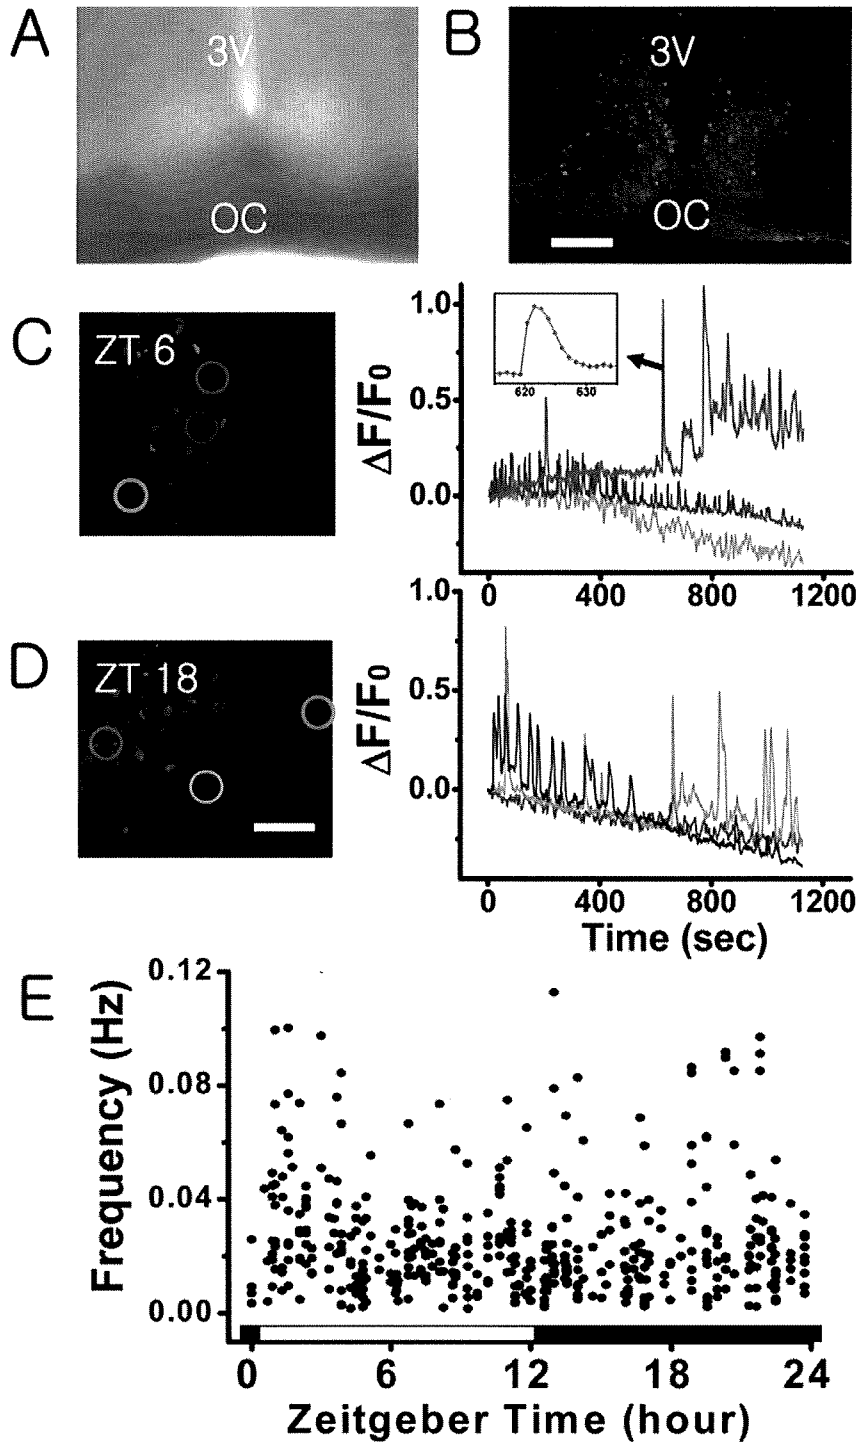 A
3V
OC
B
3V
OC
C
ZT 6
ΔF/F0
1.0
0.5
0.0
620
630
0
400
800
1200
D
ZT 18
ΔF/F0
1.0
0.5
0.0
0
400
800
1200
Time (sec)
E
Frequency (Hz)
0.12
0.08
0.04
0.00
0
6
12
18
24
Zeitgeber Time (hour)